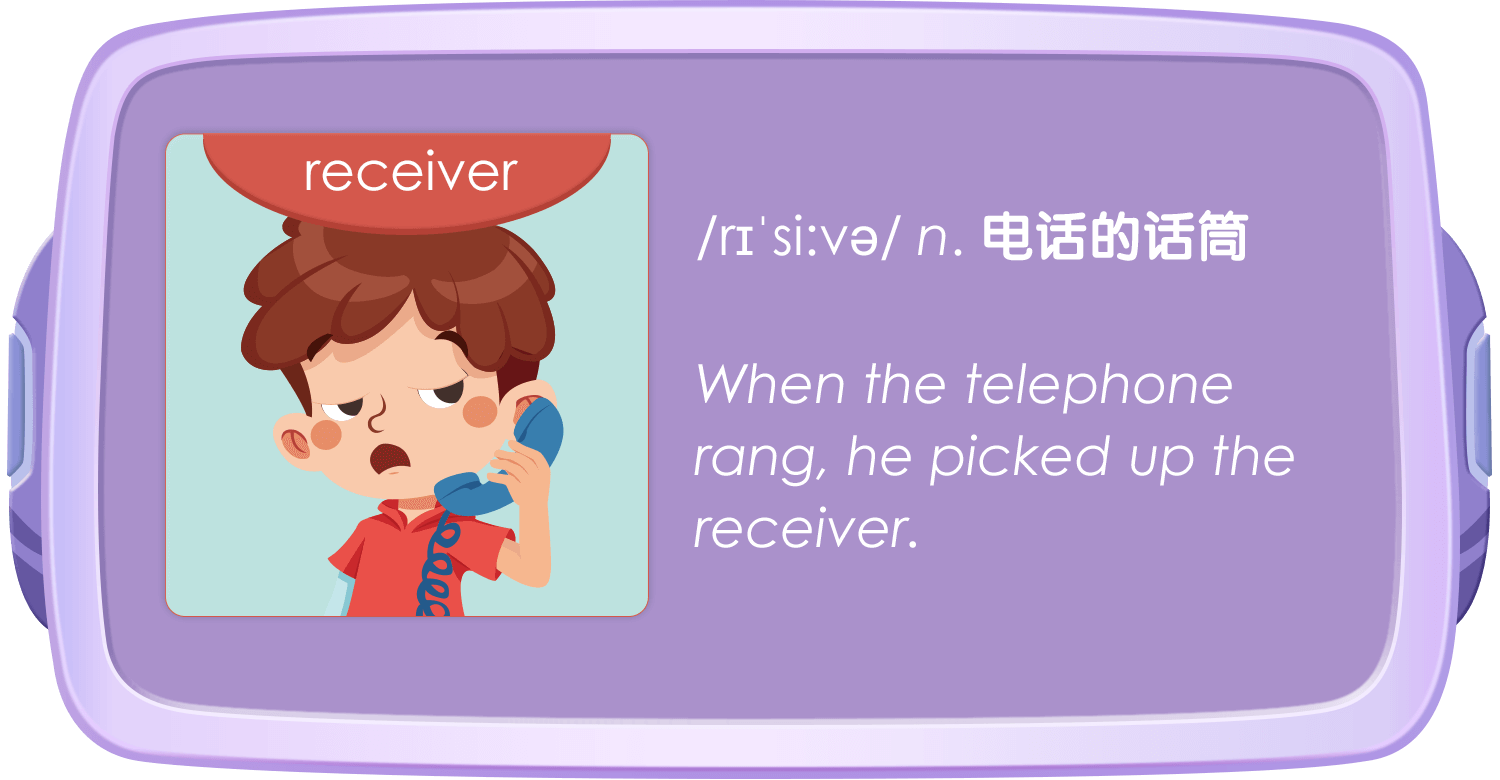 receiver
/rɪˈsiːvə/ n. 电话的话筒
When the telephone
rang, he picked up the
receiver.